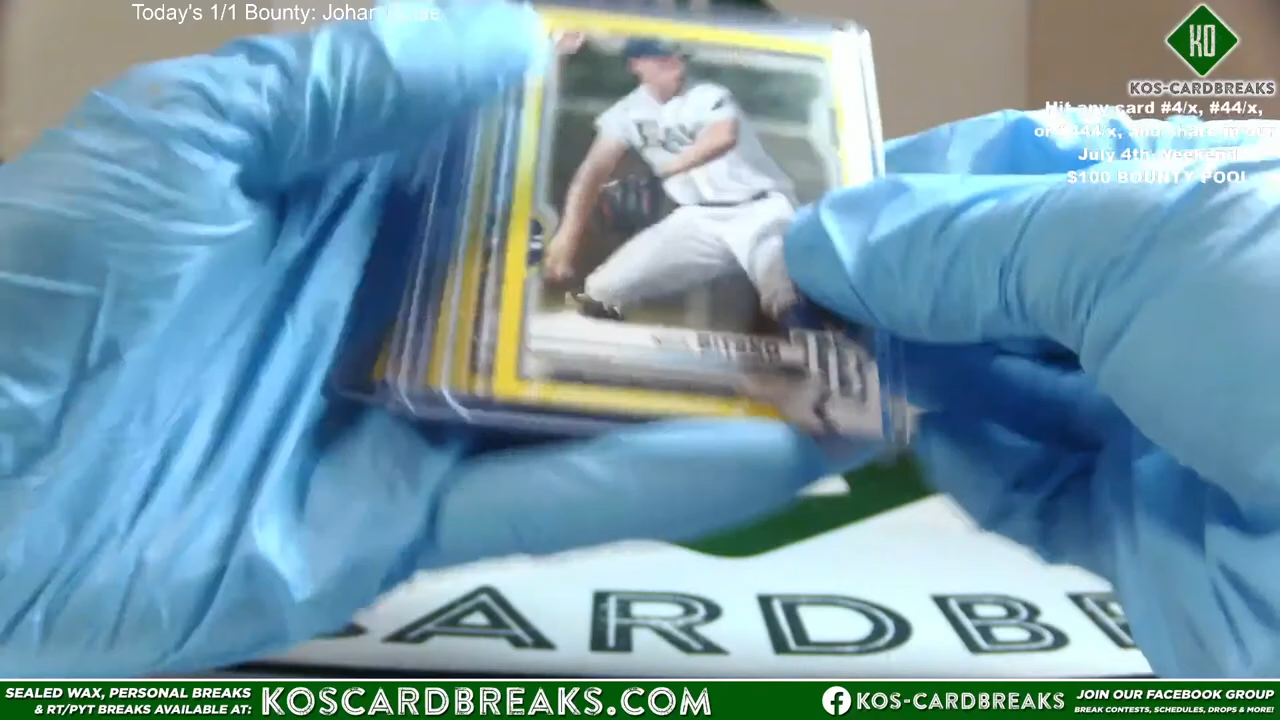 Today's 1/1 Bounty: Johan
KO
KOS-CARDBREAKS
Hit any card #4/x, #44/x,
or #444/x, and share in our
July 4th Weekend
$100 BOUNTY POOL
ARDB
SEALED WAX, PERSONAL BREAKS
& RT/PYT BREAKS AVAILABLE AT:
KOSCARDBREAKS.COM
KOS-CARDBREAKS
JOIN OUR FACEBOOK GROUP
BREAK CONTESTS, SCHEDULES, DROPS & MORE!